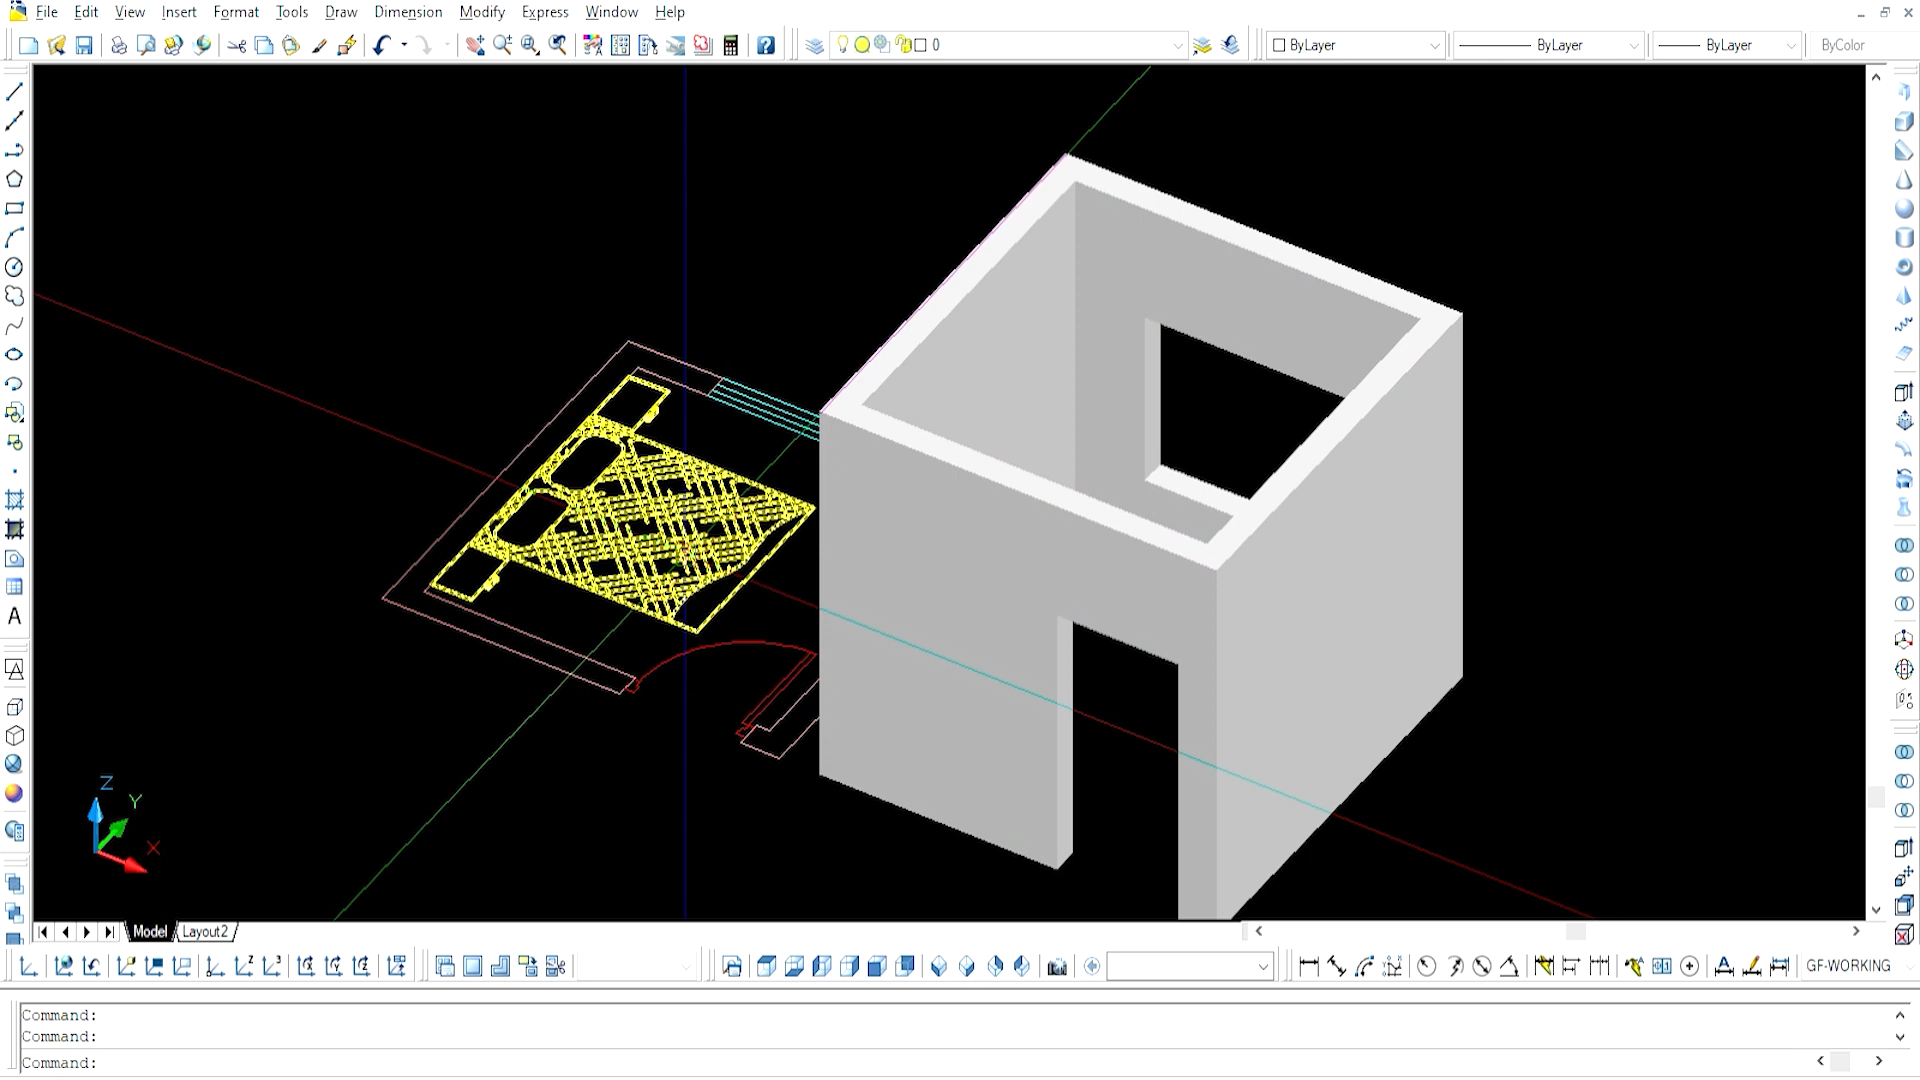 File Edit View Insert Format Tools Draw Dimension Modify Express Window Help
0 ByLayer ByLayer ByLayer ByColor
A
Z
Y
X
Model Layout2
GF-WORKING
Command:
Command:
Command: